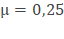 μ = 0,25